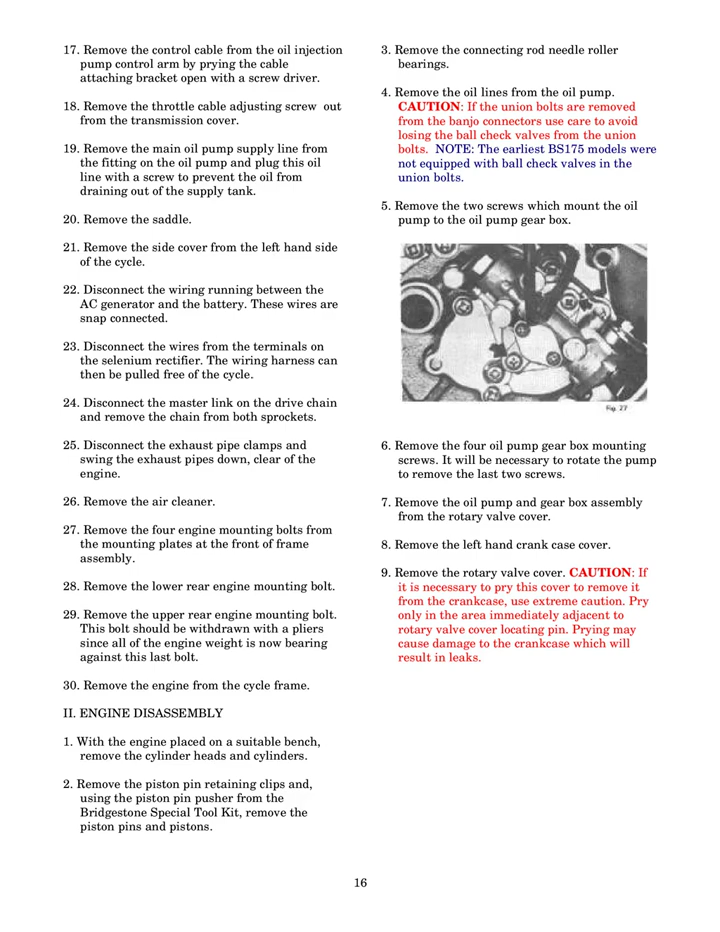 17. Remove the control cable from the oil injection
pump control arm by prying the cable
attaching bracket open with a screw driver.
18. Remove the throttle cable adjusting screw out
from the transmission cover.
19. Remove the main oil pump supply line from
the fitting on the oil pump and plug this oil
line with a screw to prevent the oil from
draining out of the supply tank.
20. Remove the saddle.
21. Remove the side cover from the left hand side
of the cycle.
22. Disconnect the wiring running between the
AC generator and the battery. These wires are
snap connected.
23. Disconnect the wires from the terminals on
the selenium rectifier. The wiring harness can
then be pulled free of the cycle.
24. Disconnect the master link on the drive chain
and remove the chain from both sprockets.
25. Disconnect the exhaust pipe clamps and
swing the exhaust pipes down, clear of the
engine.
26. Remove the air cleaner.
27. Remove the four engine mounting bolts from
the mounting plates at the front of frame
assembly.
28. Remove the lower rear engine mounting bolt.
29. Remove the upper rear engine mounting bolt.
This bolt should be withdrawn with a pliers
since all of the engine weight is now bearing
against this last bolt.
30. Remove the engine from the cycle frame.
II. ENGINE DISASSEMBLY
1. With the engine placed on a suitable bench,
remove the cylinder heads and cylinders.
2. Remove the piston pin retaining clips and,
using the piston pin pusher from the
Bridgestone Special Tool Kit, remove the
piston pins and pistons.
3. Remove the connecting rod needle roller
bearings.
4. Remove the oil lines from the oil pump.
CAUTION: If the union bolts are removed
from the banjo connectors use care to avoid
losing the ball check valves from the union
bolts. NOTE: The earliest BS175 models were
not equipped with ball check valves in the
union bolts.
5. Remove the two screws which mount the oil
pump to the oil pump gear box.
Fig. 27
6. Remove the four oil pump gear box mounting
screws. It will be necessary to rotate the pump
to remove the last two screws.
7. Remove the oil pump and gear box assembly
from the rotary valve cover.
8. Remove the left hand crank case cover.
9. Remove the rotary valve cover. CAUTION: If
it is necessary to pry this cover to remove it
from the crankcase, use extreme caution. Pry
only in the area immediately adjacent to
rotary valve cover locating pin. Prying may
cause damage to the crankcase which will
result in leaks.
16